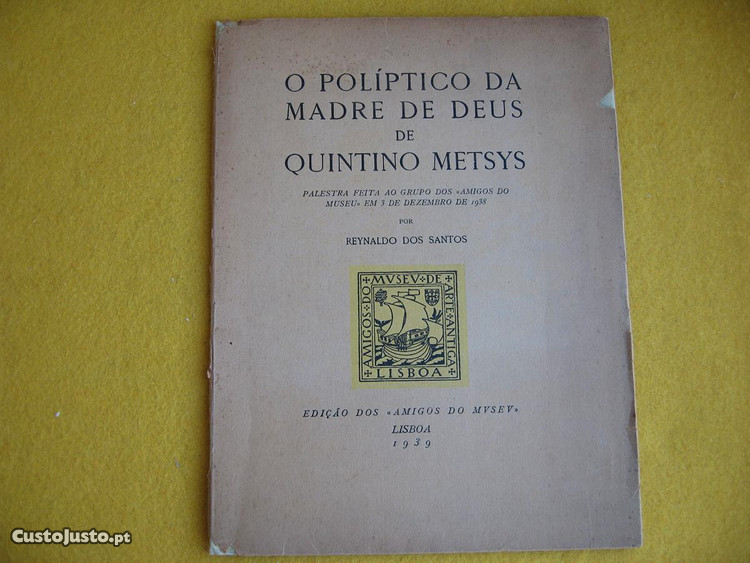 O POLÍPTICO DA
MADRE DE DEUS
DE
QUINTINO METSYS
PALESTRA FEITA AO GRUPO DOS «AMIGOS DO
MUSEU» EM 3 DE DEZEMBRO DE 1938
POR
REYNALDO DOS SANTOS
AMIGOS DO MVSEV DE ARTE ANTIGA
LISBOA
EDIÇÃO DOS «AMIGOS DO MVSEV»
LISBOA
1939
CustoJusto.pt